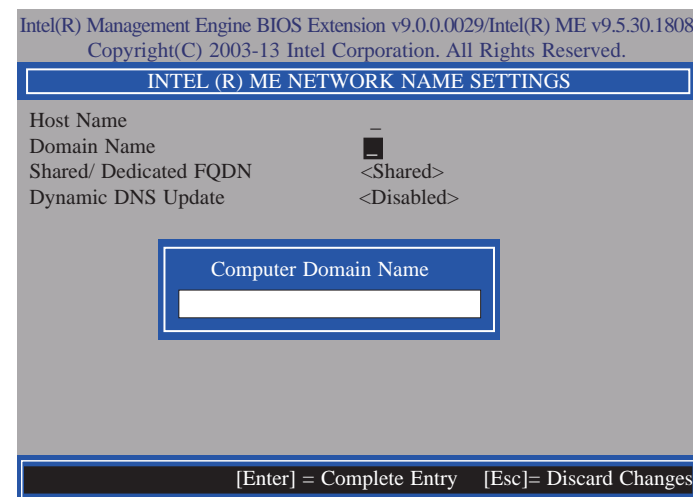 Intel(R) Management Engine BIOS Extension v9.0.0.0029/Intel(R) ME v9.5.30.1808
Copyright(C) 2003-13 Intel Corporation. All Rights Reserved.
INTEL (R) ME NETWORK NAME SETTINGS
Host Name _
Domain Name _
Shared/ Dedicated FQDN <Shared>
Dynamic DNS Update <Disabled>
Computer Domain Name
[Enter] = Complete Entry [Esc]= Discard Changes